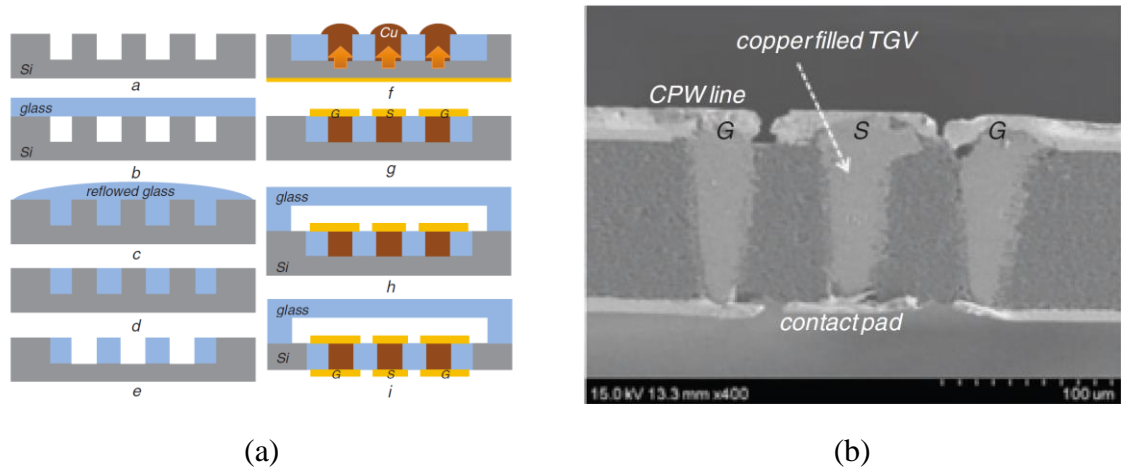 Si
a
glass
Si
b
reflowed glass
c
d
e
Cu
f
G S G
g
glass
Si
h
glass
Si
G S G
i
copper filled TGV
CPW line
G S G
contact pad
15.0 kV 13.3 mm x400
100 um
(a)
(b)